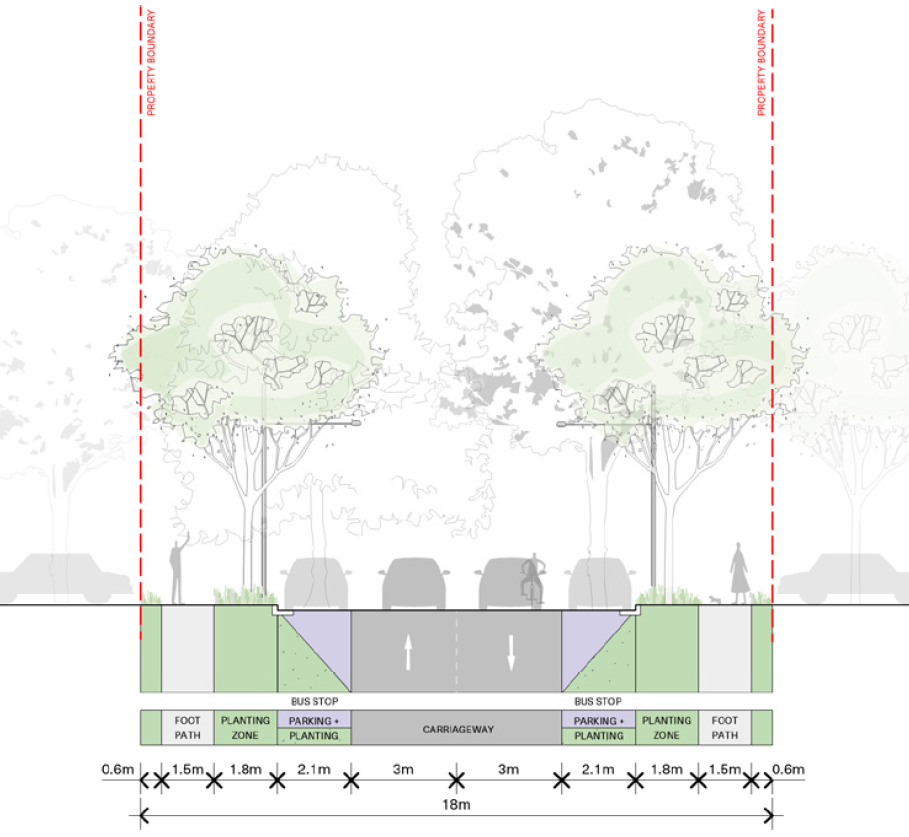 PROPERTY BOUNDARY
PROPERTY BOUNDARY
BUS STOP
BUS STOP
FOOT
PATH
PLANTING
ZONE
PARKING +
PLANTING
CARRIAGEWAY
PARKING +
PLANTING
PLANTING
ZONE
FOOT
PATH
0.6m 1.5m 1.8m 2.1m 3m 3m 2.1m 1.8m 1.5m 0.6m
18m